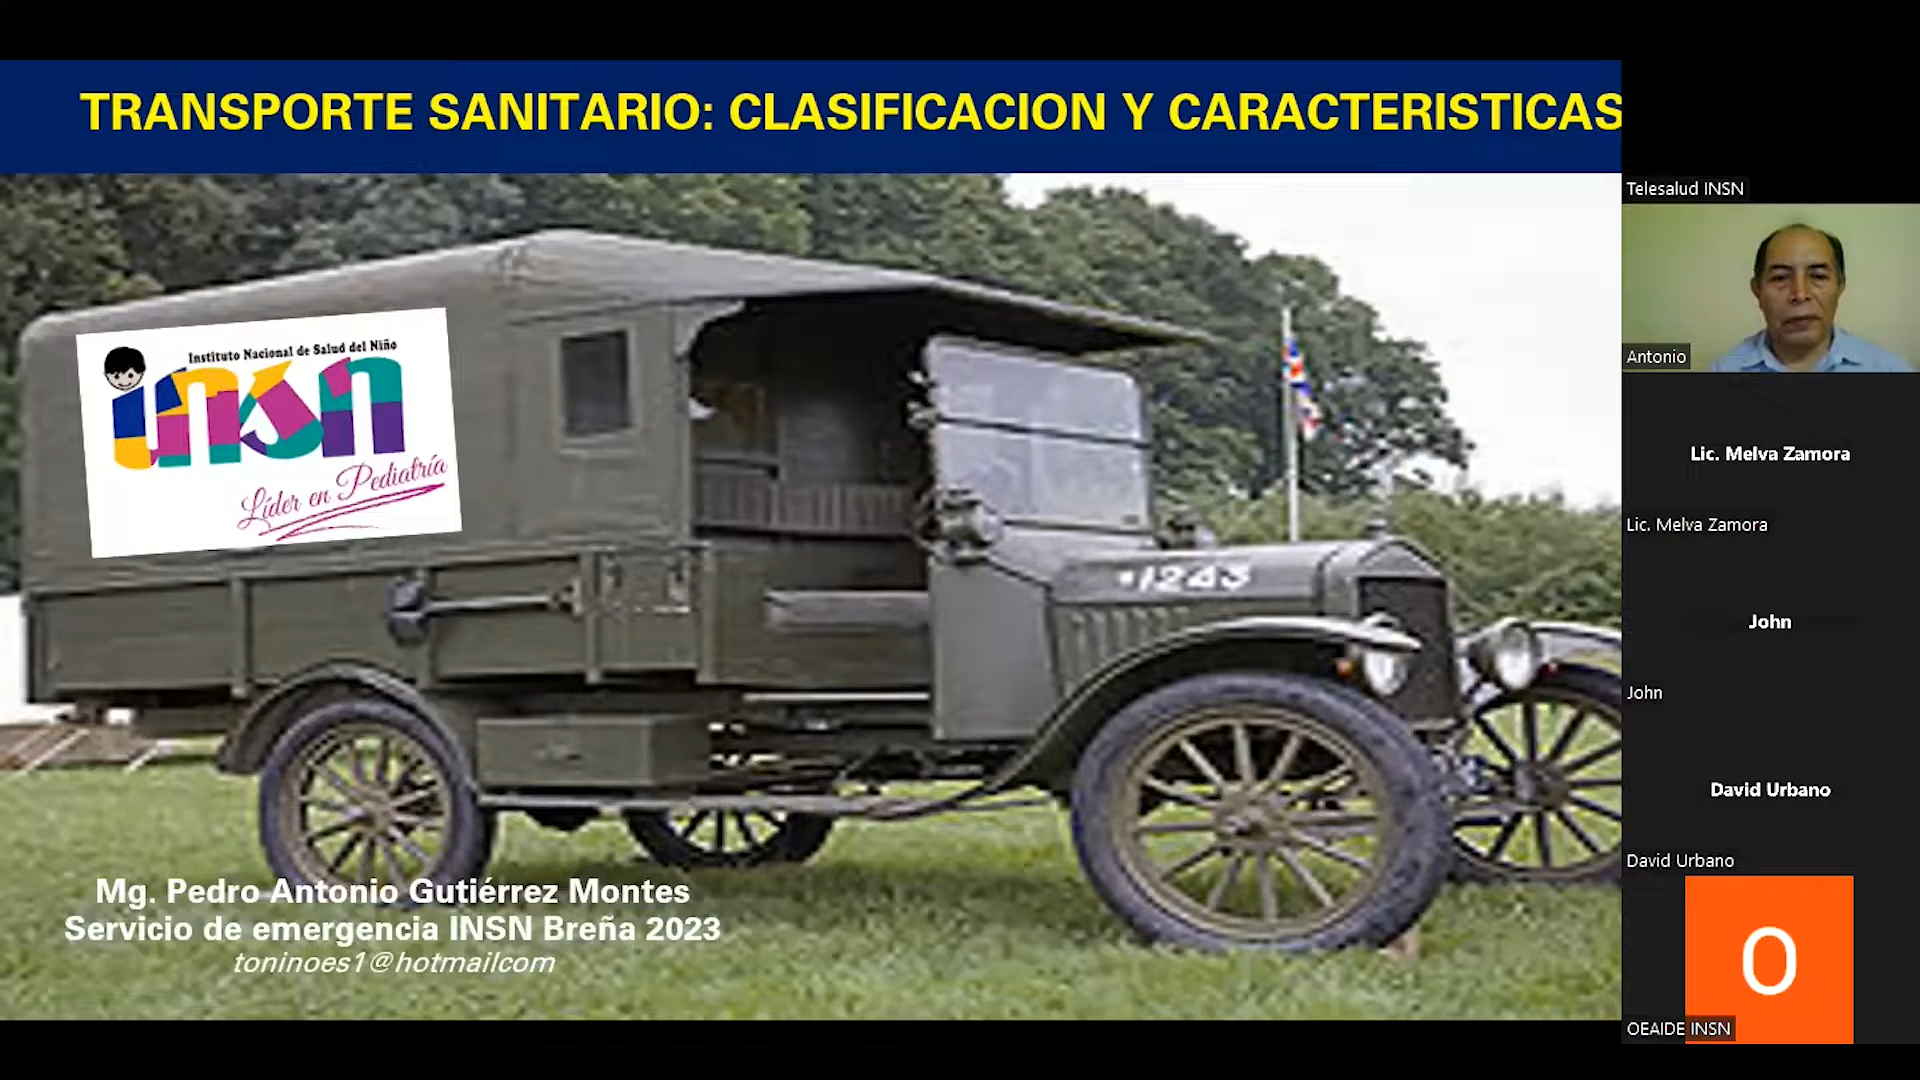 TRANSPORTE SANITARIO: CLASIFICACION Y CARACTERISTICAS
Instituto Nacional de Salud del Niño
insn
Líder en Pediatría
*1243
Mg. Pedro Antonio Gutiérrez Montes
Servicio de emergencia INSN Breña 2023
toninoes1@hotmailcom
Telesalud INSN
Antonio
Lic. Melva Zamora
Lic. Melva Zamora
John
John
David Urbano
David Urbano
O
OEAIDE INSN